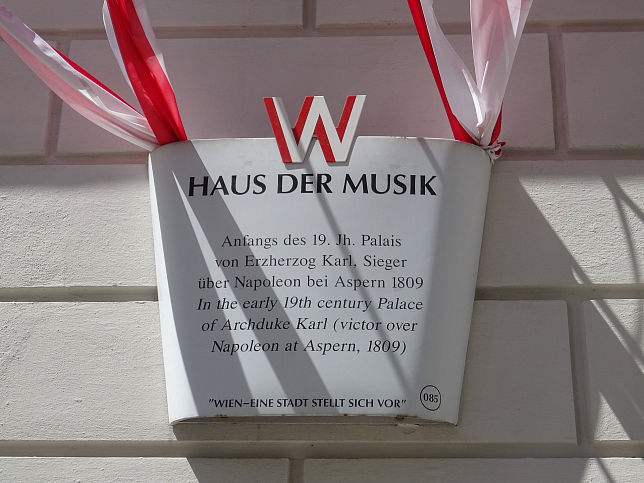 W
HAUS DER MUSIK
Anfangs des 19. Jh. Palais
von Erzherzog Karl, Sieger
über Napoleon bei Aspern 1809
In the early 19th century Palace
of Archduke Karl (victor over
Napoleon at Aspern, 1809)
"WIEN–EINE STADT STELLT SICH VOR"
085